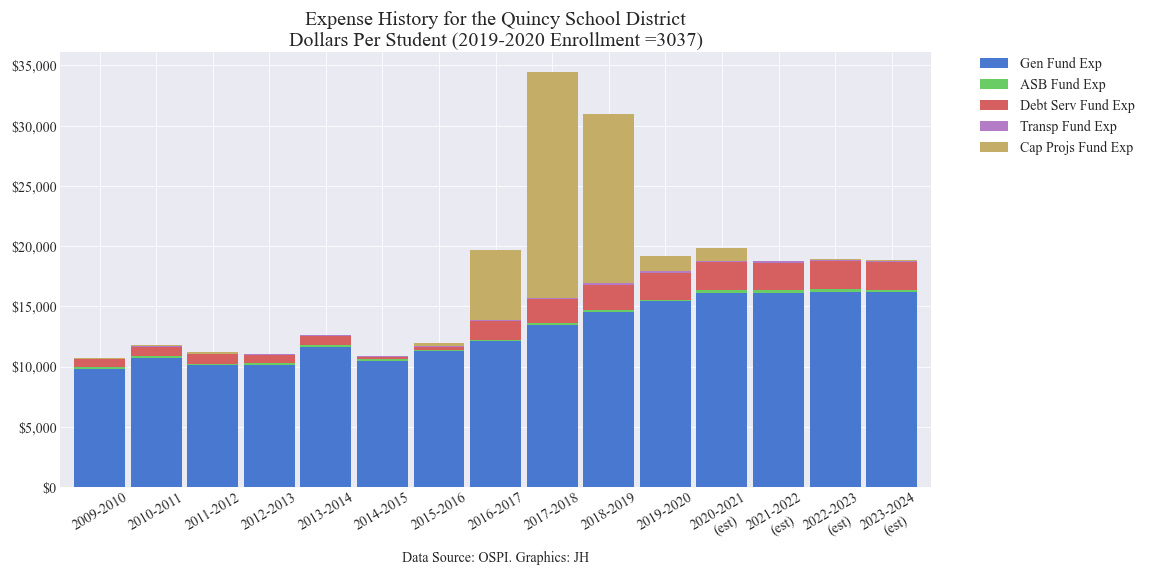 Expense History for the Quincy School District
Dollars Per Student (2019-2020 Enrollment =3037)
$35,000
$30,000
$25,000
$20,000
$15,000
$10,000
$5,000
$0
Gen Fund Exp
ASB Fund Exp
Debt Serv Fund Exp
Transp Fund Exp
Cap Projs Fund Exp
2009-2010
2010-2011
2011-2012
2012-2013
2013-2014
2014-2015
2015-2016
2016-2017
2017-2018
2018-2019
2019-2020
2020-2021
(est)
2021-2022
(est)
2022-2023
(est)
2023-2024
(est)
Data Source: OSPI. Graphics: JH